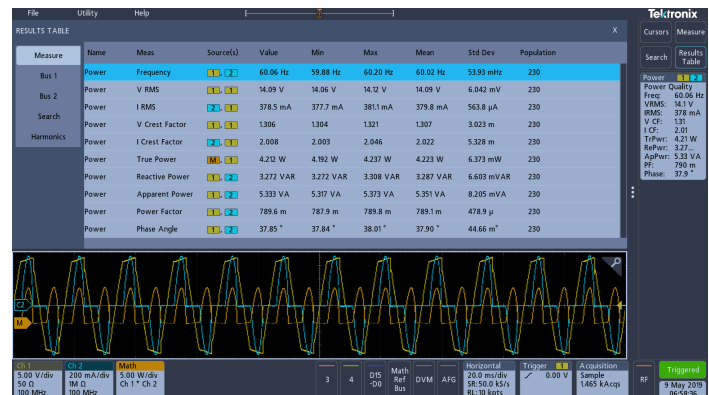 File Utility Help
Tektronix
RESULTS TABLE X
Cursors Measure
Search Results Table
Measure
Bus 1
Bus 2
Search
Harmonics
Name Meas Source(s) Value Min Max Mean Std Dev Population
Power Frequency 1, 2 60.06 Hz 59.88 Hz 60.20 Hz 60.02 Hz 53.93 mHz 230
Power V RMS 1, 1 14.09 V 14.06 V 14.12 V 14.09 V 6.042 mV 230
Power I RMS 2, 1 378.5 mA 377.7 mA 381.1 mA 379.8 mA 563.8 µA 230
Power V Crest Factor 1, 1 1.306 1.304 1.321 1.307 3.023 m 230
Power I Crest Factor 2, 1 2.008 2.003 2.046 2.022 5.328 m 230
Power True Power M, 1 4.212 W 4.192 W 4.237 W 4.223 W 6.373 mW 230
Power Reactive Power 1, 2 3.272 VAR 3.272 VAR 3.308 VAR 3.287 VAR 6.603 mVAR 230
Power Apparent Power 1, 2 5.333 VA 5.317 VA 5.373 VA 5.351 VA 8.205 mVA 230
Power Power Factor 1, 2 789.6 m 787.9 m 789.8 m 789.1 m 478.9 µ 230
Power Phase Angle 1, 2 37.85 ° 37.84 ° 38.01 ° 37.90 ° 44.66 m° 230
Power 1 2
Power Quality
Freq: 60.06 Hz
VRMS: 14.1 V
IRMS: 378 mA
V CF: 1.31
I CF: 2.01
TrPwr: 4.21 W
RePwr: 3.27...
ApPwr: 5.33 VA
PF: 790 m
Phase: 37.9 °
C2
M
Ch 1
5.00 V/div
50 Ω
100 MHz
Ch 2
200 mA/div
1M Ω
100 MHz
Math
5.00 W/div
Ch 1 * Ch 2
3
4
D15
-D0
Math
Ref
Bus
DVM
AFG
Horizontal
20.0 ms/div
SR: 50.0 kS/s
RL: 10 kpts
Trigger 1
0.00 V
Acquisition
Sample
1.465 kAcqs
RF
Triggered
9 May 2019
06:58:36